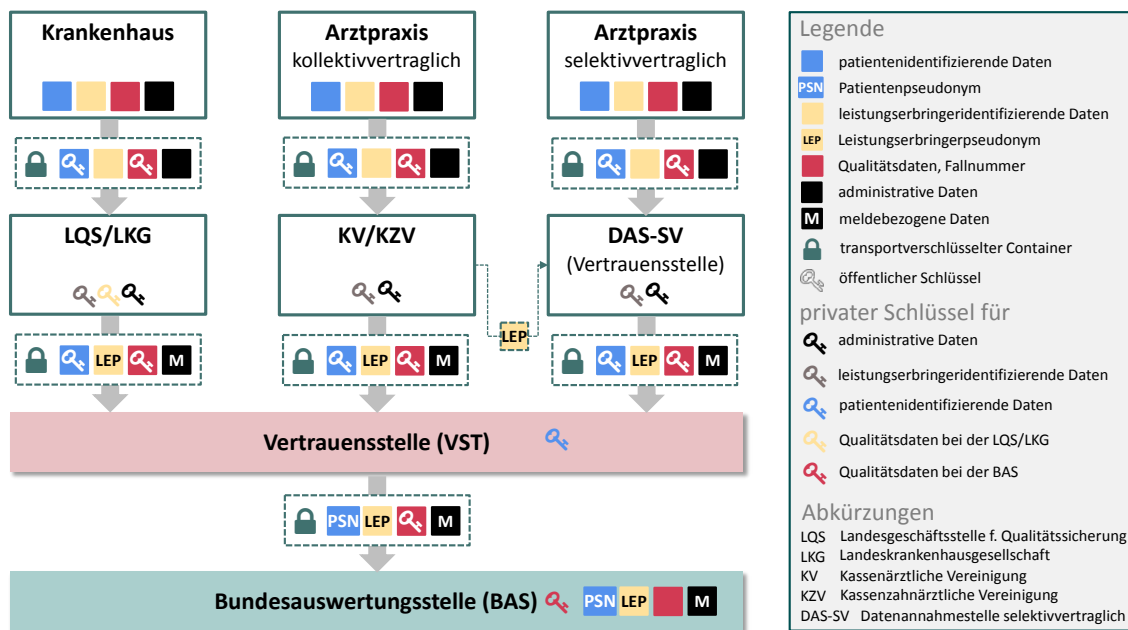 Krankenhaus
Arztpraxis
kollektivvertraglich
Arztpraxis
selektivvertraglich
LQS/LKG
KV/KZV
DAS-SV
(Vertrauensstelle)
LEP
LEP
M
LEP
M
LEP
M
Vertrauensstelle (VST)
PSN
LEP
M
Bundesauswertungsstelle (BAS)
PSN
LEP
M
Legende
patientenidentifizierende Daten
PSN Patientenpseudonym
leistungserbringeridentifizierende Daten
LEP Leistungserbringerpseudonym
Qualitätsdaten, Fallnummer
administrative Daten
M meldebezogene Daten
transportverschlüsselter Container
öffentlicher Schlüssel
privater Schlüssel für
administrative Daten
leistungserbringeridentifizierende Daten
patientenidentifizierende Daten
Qualitätsdaten bei der LQS/LKG
Qualitätsdaten bei der BAS
Abkürzungen
LQS Landesgeschäftsstelle f. Qualitätssicherung
LKG Landeskrankenhausgesellschaft
KV Kassenärztliche Vereinigung
KZV Kassenzahnärztliche Vereinigung
DAS-SV Datenannahmestelle selektivvertraglich